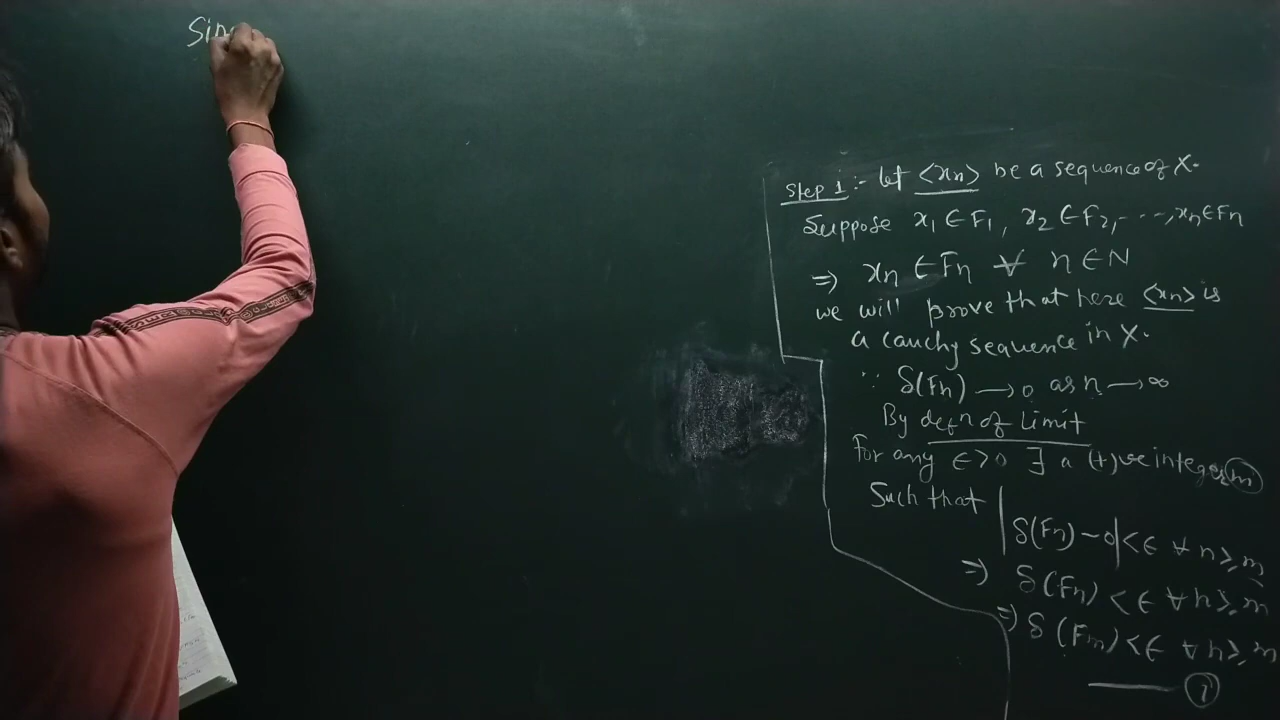 Sin
Step 1 :- let <xn> be a sequence of X.
Suppose x1 ∈ F1, x2 ∈ F2, - - -, xn ∈ Fn
=) xn ∈ Fn ∀ n ∈ N
we will prove that here <xn> is
a cauchy sequence in X.
∵ δ(Fn) → 0 as n → ∞
By defn of Limit
For any ϵ > 0 ∃ a (+)ve integer m
Such that
|δ(Fn) - 0| < ϵ ∀ n ≥ m
=) δ(Fn) < ϵ ∀ n ≥ m
=) δ(Fm) < ϵ ∀ n ≥ m
—— ①